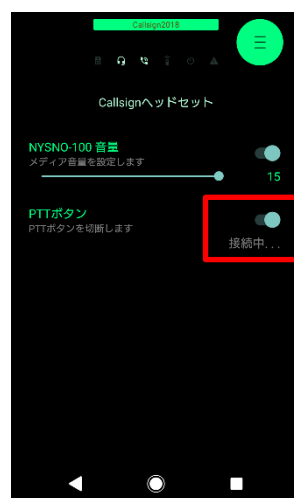 Callsign2018
Callsignヘッドセット
NYSNO-100 音量
メディア音量を設定します
15
PTTボタン
PTTボタンを切断します
接続中...